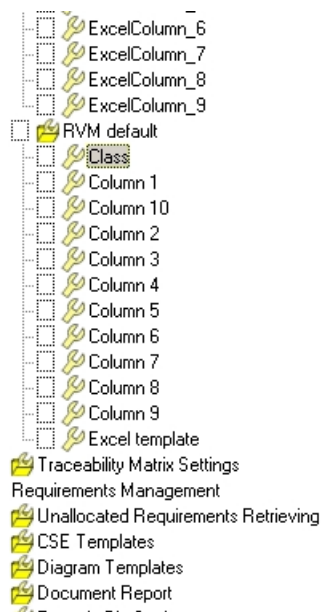 ExcelColumn_6
ExcelColumn_7
ExcelColumn_8
ExcelColumn_9
RVM default
Class
Column 1
Column 10
Column 2
Column 3
Column 4
Column 5
Column 6
Column 7
Column 8
Column 9
Excel template
Traceability Matrix Settings
Requirements Management
Unallocated Requirements Retrieving
CSE Templates
Diagram Templates
Document Report